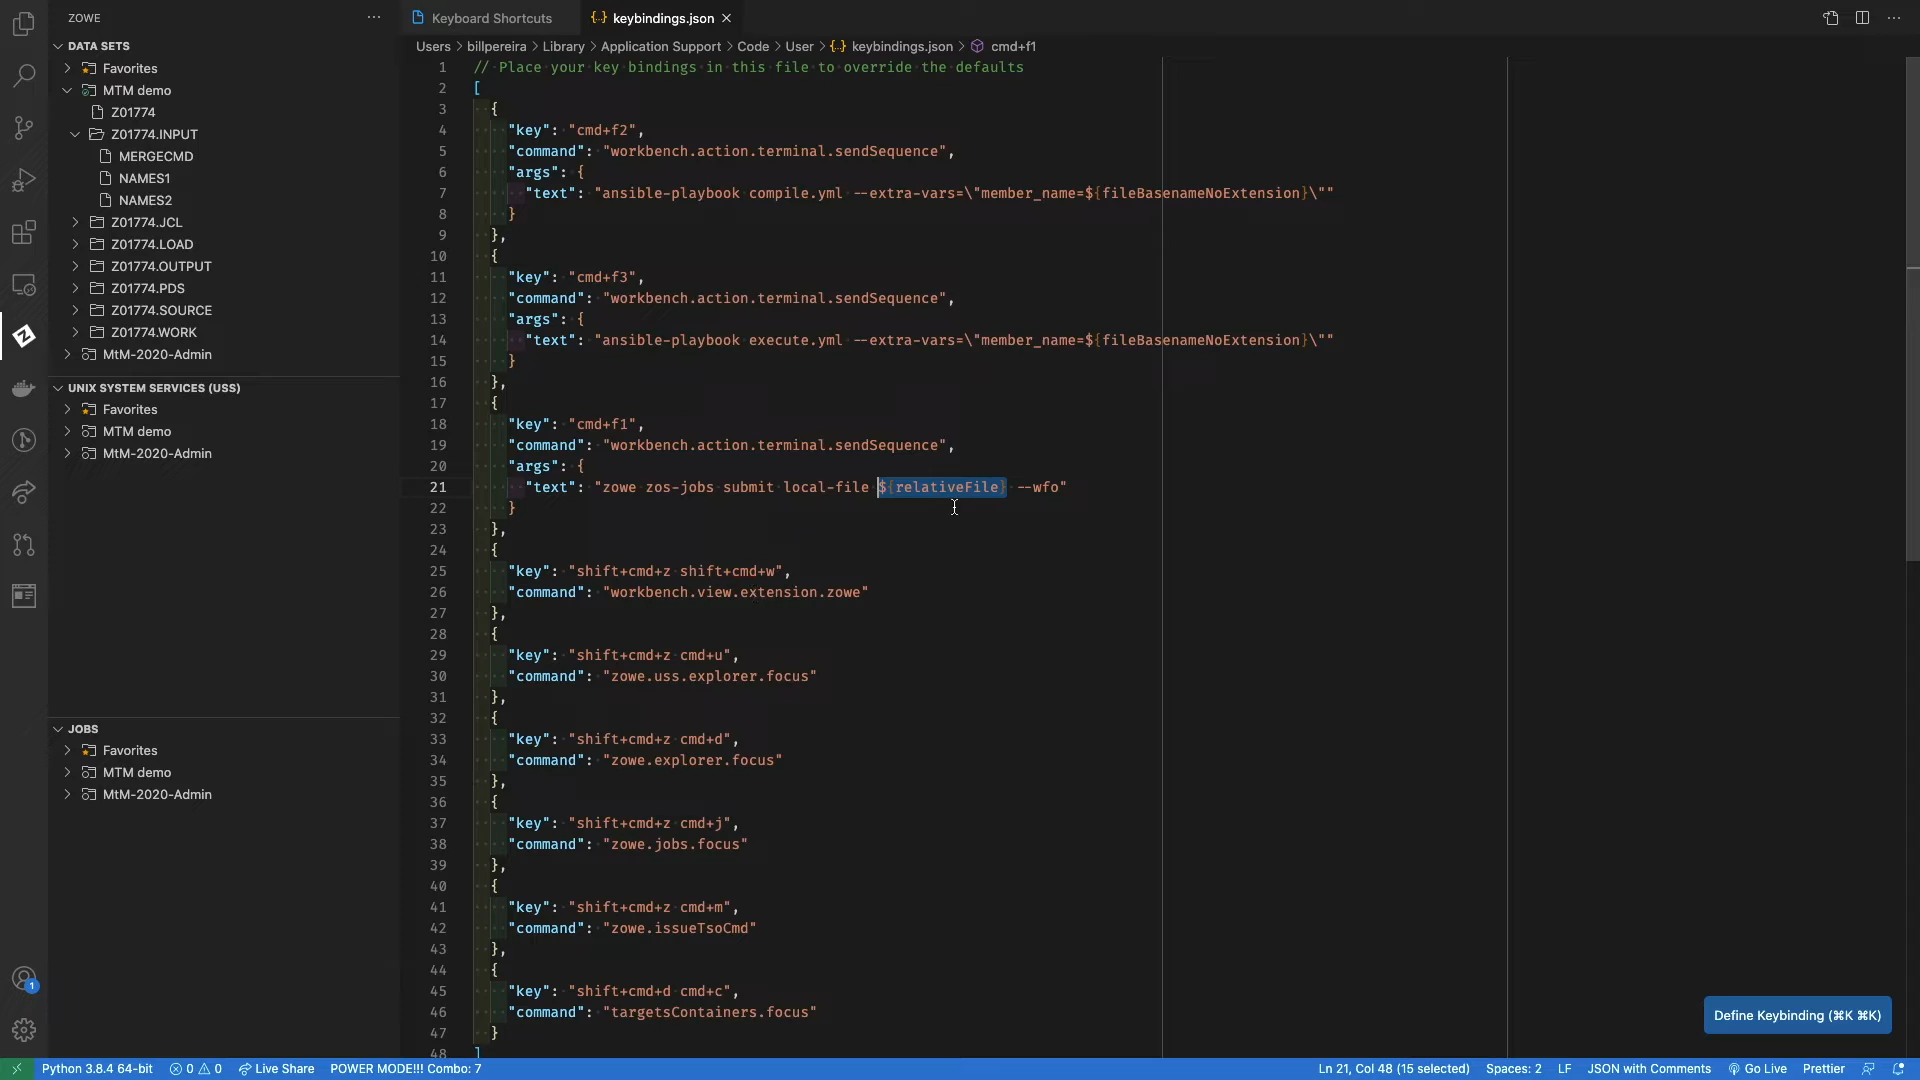 ZOWE
···
Keyboard Shortcuts
{..} keybindings.json
···
DATA SETS
Favorites
MTM demo
Z01774
Z01774.INPUT
MERGECMD
NAMES1
NAMES2
Z01774.JCL
Z01774.LOAD
Z01774.OUTPUT
Z01774.PDS
Z01774.SOURCE
Z01774.WORK
MtM-2020-Admin
UNIX SYSTEM SERVICES (USS)
Favorites
MTM demo
MtM-2020-Admin
JOBS
Favorites
MTM demo
MtM-2020-Admin
1
Users > billpereira > Library > Application Support > Code > User > {..} keybindings.json > cmd+f1
1 // Place your key bindings in this file to override the defaults
2 [
3 {
4 "key": "cmd+f2",
5 "command": "workbench.action.terminal.sendSequence",
6 "args": {
7 "text": "ansible-playbook compile.yml --extra-vars=\"member_name=${fileBasenameNoExtension}\""
8 }
9 },
10 {
11 "key": "cmd+f3",
12 "command": "workbench.action.terminal.sendSequence",
13 "args": {
14 "text": "ansible-playbook execute.yml --extra-vars=\"member_name=${fileBasenameNoExtension}\""
15 }
16 },
17 {
18 "key": "cmd+f1",
19 "command": "workbench.action.terminal.sendSequence",
20 "args": {
21 "text": "zowe zos-jobs submit local-file ${relativeFile} --wfo"
22 }
23 },
24 {
25 "key": "shift+cmd+z shift+cmd+w",
26 "command": "workbench.view.extension.zowe"
27 },
28 {
29 "key": "shift+cmd+z cmd+u",
30 "command": "zowe.uss.explorer.focus"
31 },
32 {
33 "key": "shift+cmd+z cmd+d",
34 "command": "zowe.explorer.focus"
35 },
36 {
37 "key": "shift+cmd+z cmd+j",
38 "command": "zowe.jobs.focus"
39 },
40 {
41 "key": "shift+cmd+z cmd+m",
42 "command": "zowe.issueTsoCmd"
43 },
44 {
45 "key": "shift+cmd+d cmd+c",
46 "command": "targetsContainers.focus"
47 }
48 ]
Define Keybinding (⌘K ⌘K)
Python 3.8.4 64-bit 0 0 Live Share POWER MODE!!! Combo: 7 Ln 21, Col 48 (15 selected) Spaces: 2 LF JSON with Comments Go Live Prettier